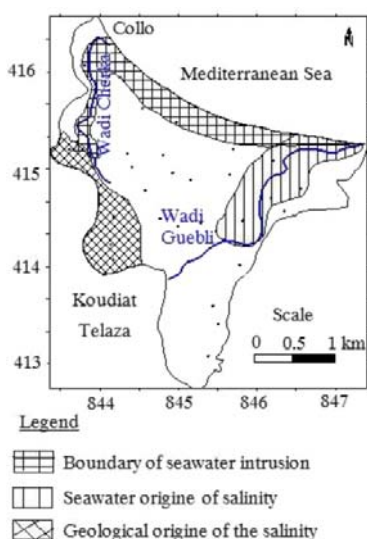 Collo
N
416
Mediterranean Sea
Wadi Cherka
415
Wadi
Guebli
414
Koudiat
Telaza
Scale
0 0.5 1 km
413
844 845 846 847
Legend
Boundary of seawater intrusion
Seawater origine of salinity
Geological origine of the salinity